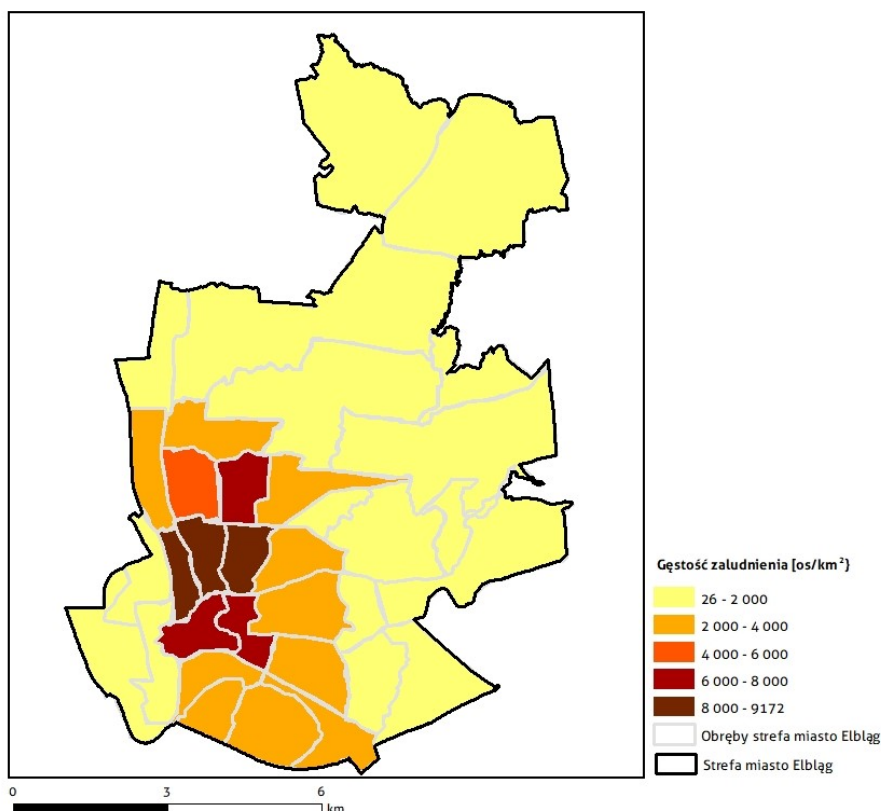 Gęstość zaludnienia [os/km²}
26 - 2 000
2 000 - 4 000
4 000 - 6 000
6 000 - 8 000
8 000 - 9172
Obręby strefa miasto Elbląg
Strefa miasto Elbląg
0 3 6
km